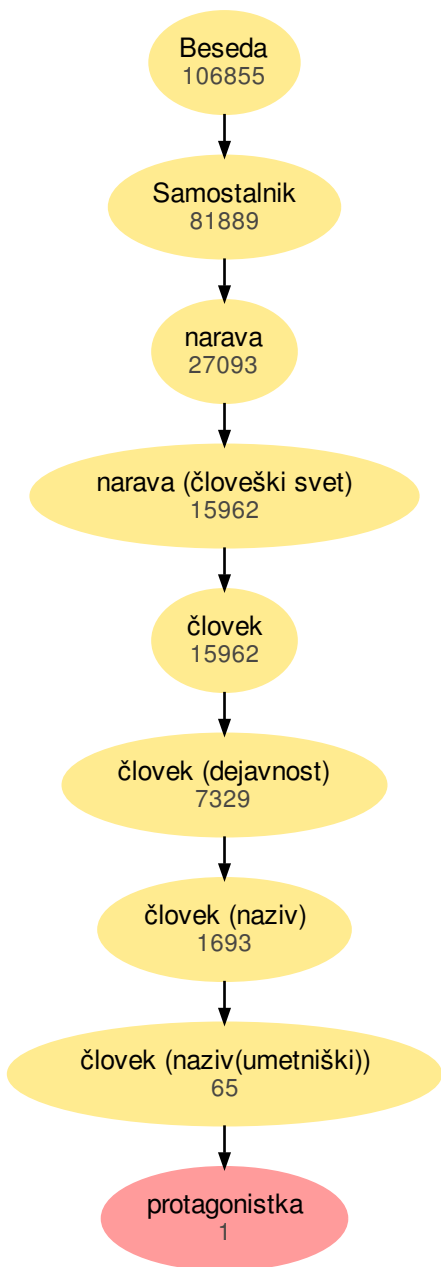 Beseda
106855
Samostalnik
81889
narava
27093
narava (človeški svet)
15962
človek
15962
človek (dejavnost)
7329
človek (naziv)
1693
človek (naziv(umetniški))
65
protagonistka
1